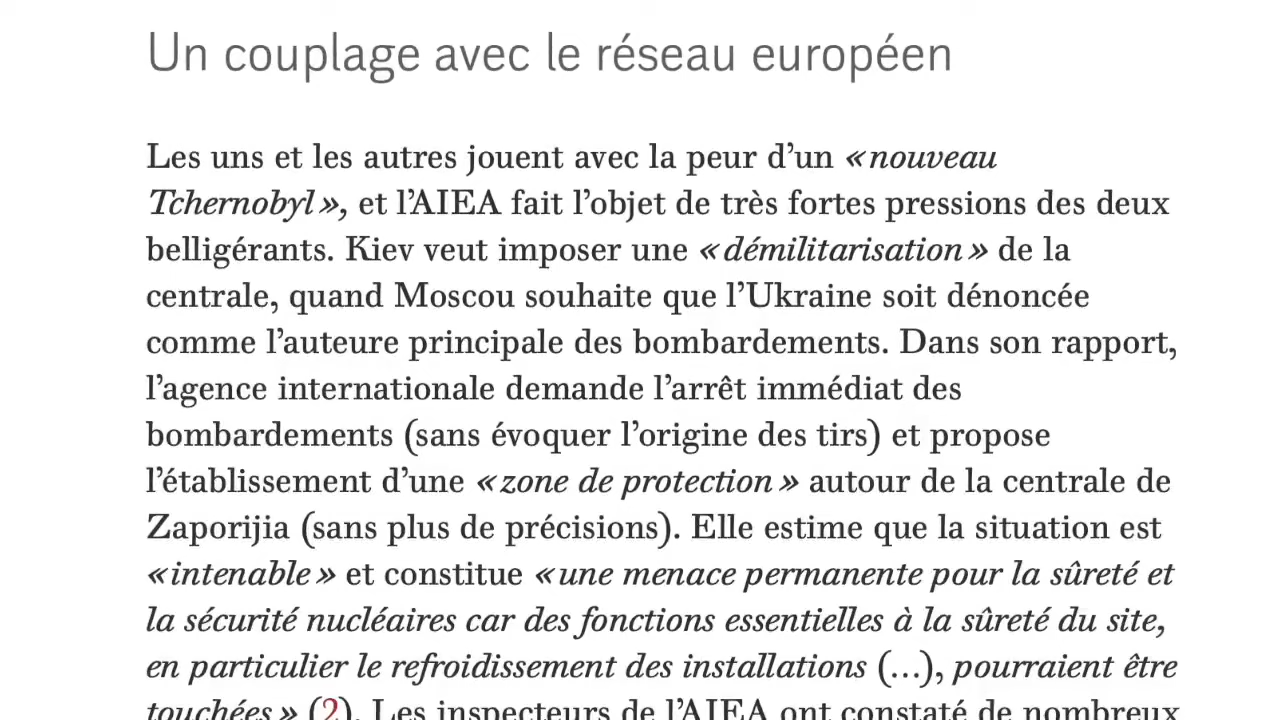 Un couplage avec le réseau européen
Les uns et les autres jouent avec la peur d’un « nouveau
Tchernobyl », et l’AIEA fait l’objet de très fortes pressions des deux
belligérants. Kiev veut imposer une « démilitarisation » de la
centrale, quand Moscou souhaite que l’Ukraine soit dénoncée
comme l’auteure principale des bombardements. Dans son rapport,
l’agence internationale demande l’arrêt immédiat des
bombardements (sans évoquer l’origine des tirs) et propose
l’établissement d’une « zone de protection » autour de la centrale de
Zaporijia (sans plus de précisions). Elle estime que la situation est
« intenable » et constitue « une menace permanente pour la sûreté et
la sécurité nucléaires car des fonctions essentielles à la sûreté du site,
en particulier le refroidissement des installations (…), pourraient être
touchées » (2). Les inspecteurs de l’AIEA ont constaté de nombreux